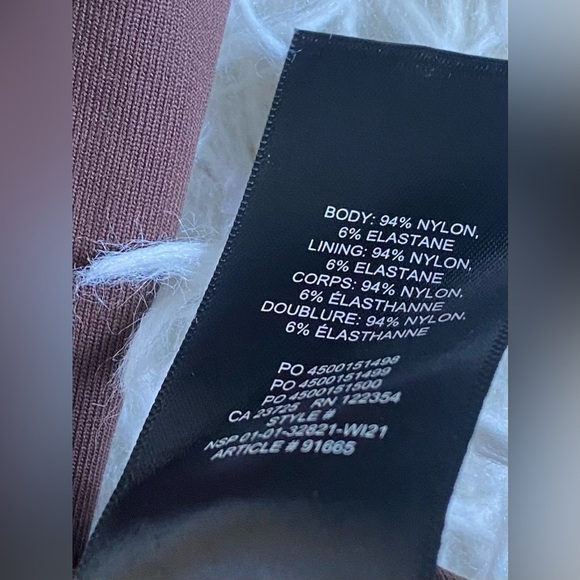 BODY: 94% NYLON,
6% ELASTANE
LINING: 94% NYLON,
6% ELASTANE
CORPS: 94% NYLON,
6% ÉLASTHANNE
DOUBLURE: 94% NYLON,
6% ÉLASTHANNE
PO 4500151498
PO 4500151499
PO 4500151500
CA 23725 RN 122354
STYLE #
NSP 01-01-32821-WI21
ARTICLE # 91665